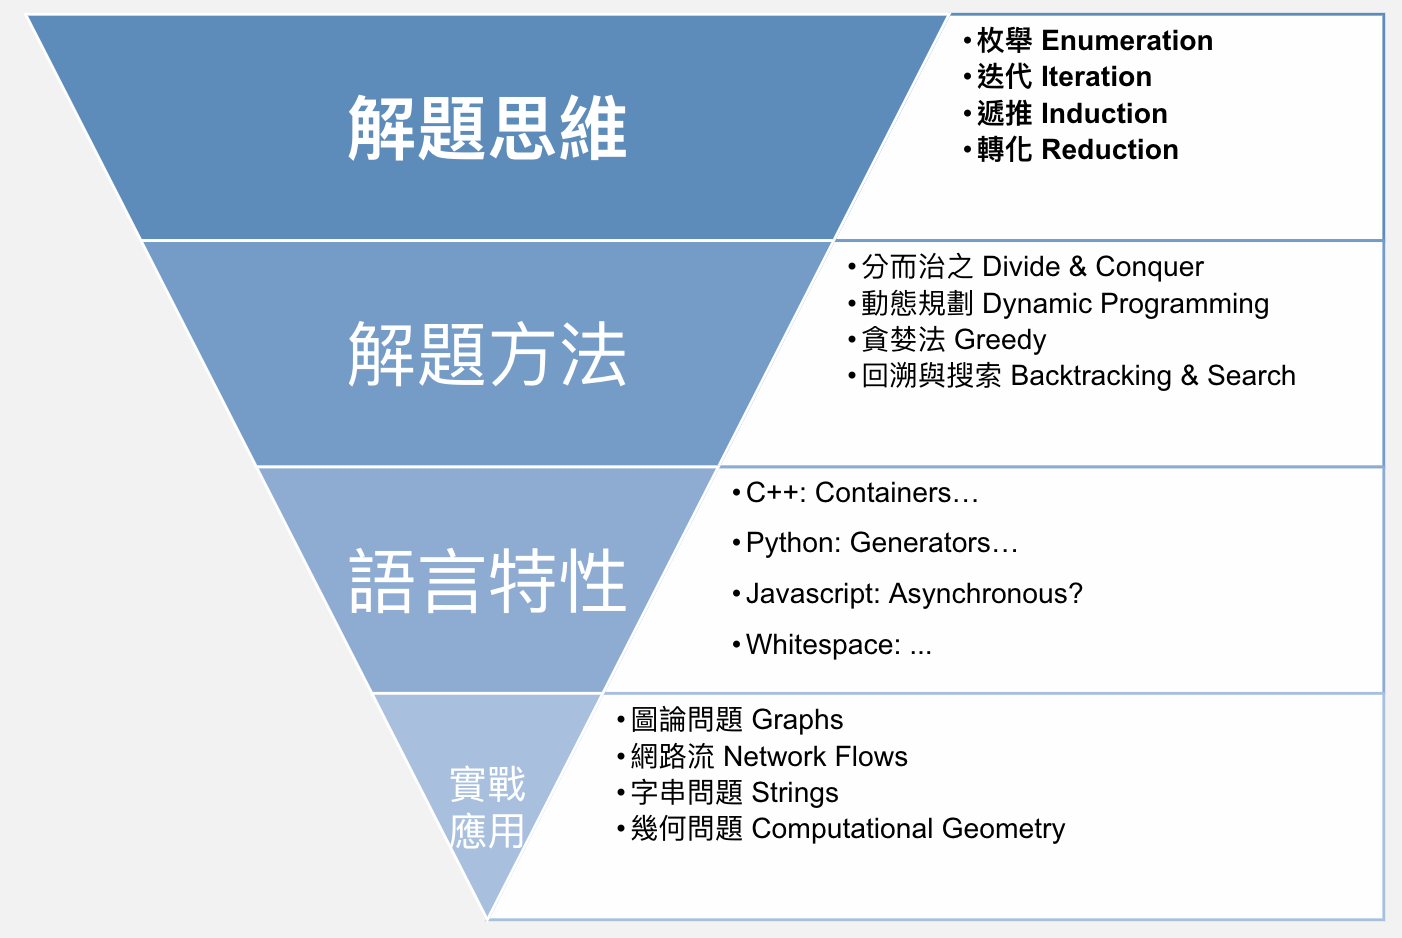 解題思維
• 枚舉 Enumeration
• 迭代 Iteration
• 遞推 Induction
• 轉化 Reduction
解題方法
• 分而治之 Divide & Conquer
• 動態規劃 Dynamic Programming
• 貪婪法 Greedy
• 回溯與搜索 Backtracking & Search
語言特性
• C++: Containers…
• Python: Generators…
• Javascript: Asynchronous?
• Whitespace: ...
實戰
應用
• 圖論問題 Graphs
• 網路流 Network Flows
• 字串問題 Strings
• 幾何問題 Computational Geometry